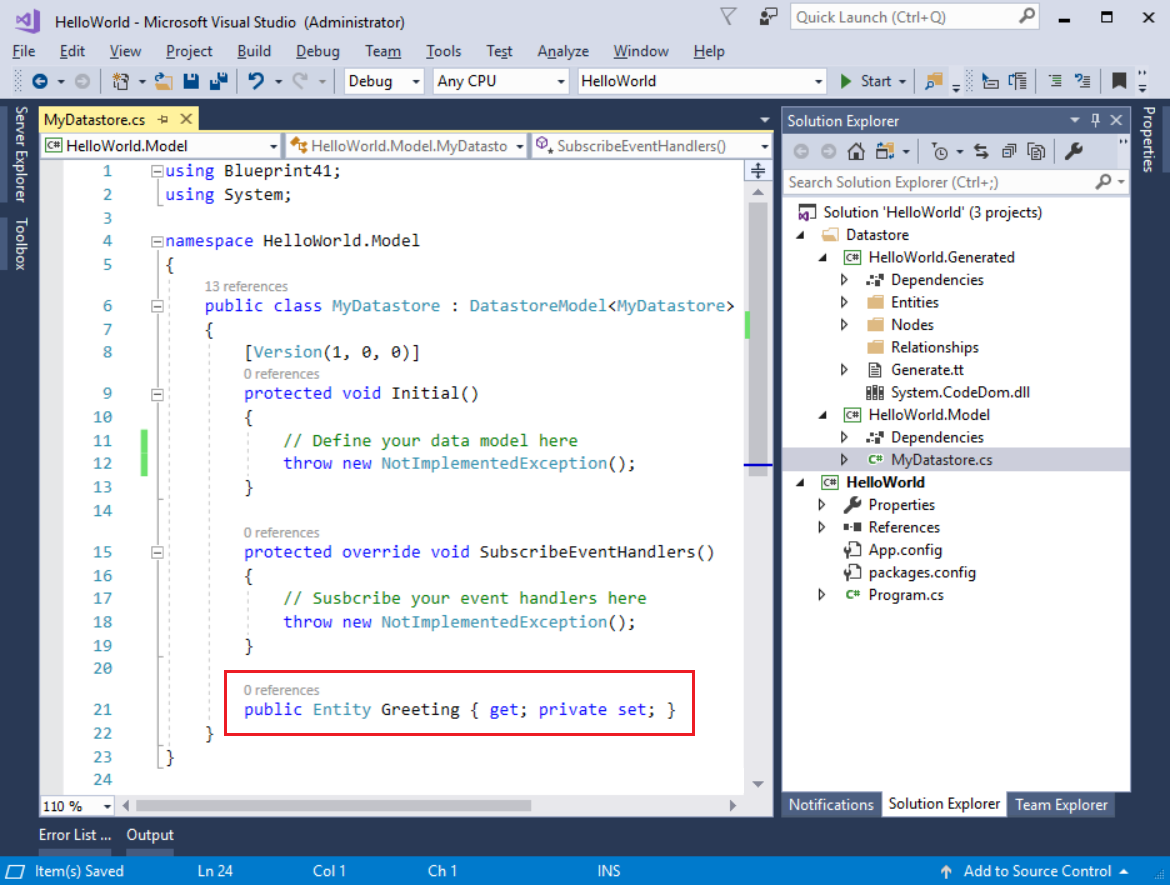 HelloWorld - Microsoft Visual Studio (Administrator)
Quick Launch (Ctrl+Q)
File Edit View Project Build Debug Team Tools Test Analyze Window Help
Debug Any CPU HelloWorld Start
Server Explorer
Toolbox
MyDatastore.cs
C# HelloWorld.Model HelloWorld.Model.MyDatasto SubscribeEventHandlers()
1 using Blueprint41;
2 using System;
3
4 namespace HelloWorld.Model
5 {
13 references
6 public class MyDatastore : DatastoreModel<MyDatastore>
7 {
8 [Version(1, 0, 0)]
0 references
9 protected void Initial()
10 {
11 // Define your data model here
12 throw new NotImplementedException();
13 }
14
0 references
15 protected override void SubscribeEventHandlers()
16 {
17 // Susbcribe your event handlers here
18 throw new NotImplementedException();
19 }
20
0 references
21 public Entity Greeting { get; private set; }
22 }
23 }
24
110 %
Solution Explorer
Search Solution Explorer (Ctrl+;)
Solution 'HelloWorld' (3 projects)
Datastore
C# HelloWorld.Generated
Dependencies
Entities
Nodes
Relationships
Generate.tt
System.CodeDom.dll
C# HelloWorld.Model
Dependencies
C# MyDatastore.cs
C# HelloWorld
Properties
References
App.config
packages.config
C# Program.cs
Notifications Solution Explorer Team Explorer
Properties
Error List ... Output
Item(s) Saved Ln 24 Col 1 Ch 1 INS Add to Source Control